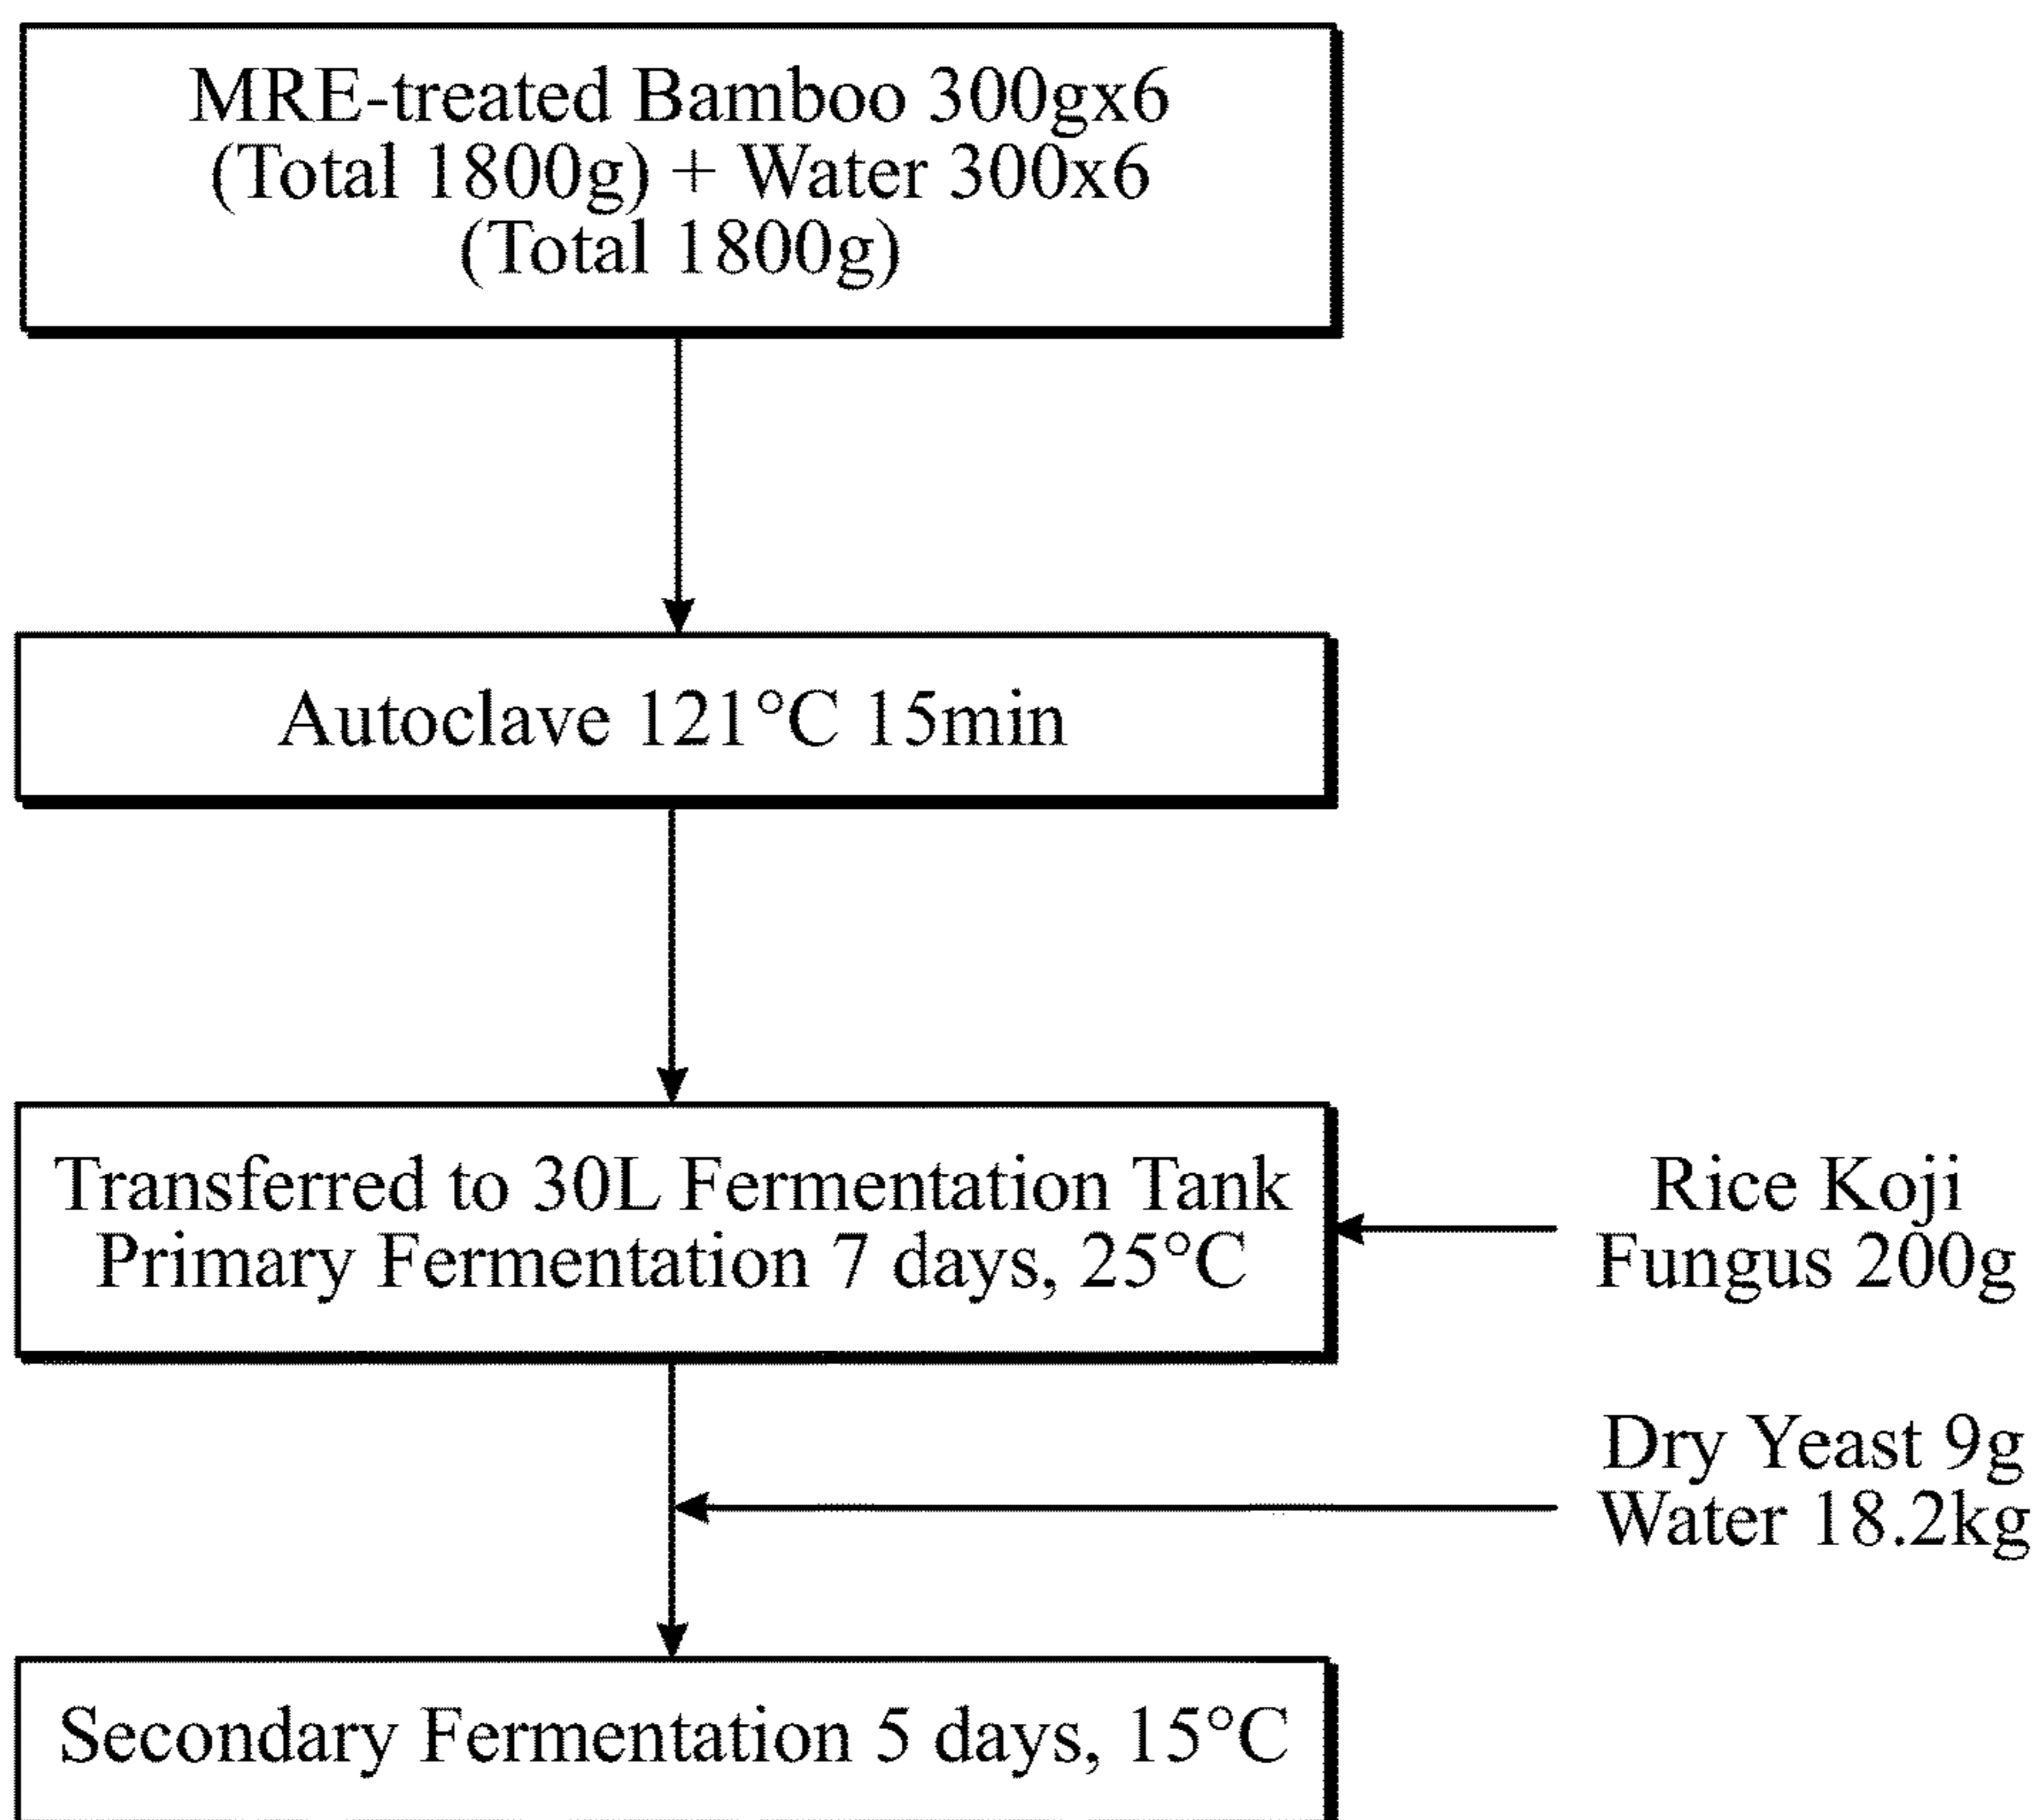 MRE-treated Bamboo 300gx6
(Total 1800g) + Water 300x6
(Total 1800g)
Autoclave 121°C 15min
Transferred to 30L Fermentation Tank
Primary Fermentation 7 days, 25°C
Rice Koji
Fungus 200g
Dry Yeast 9g
Water 18.2kg
Secondary Fermentation 5 days, 15°C